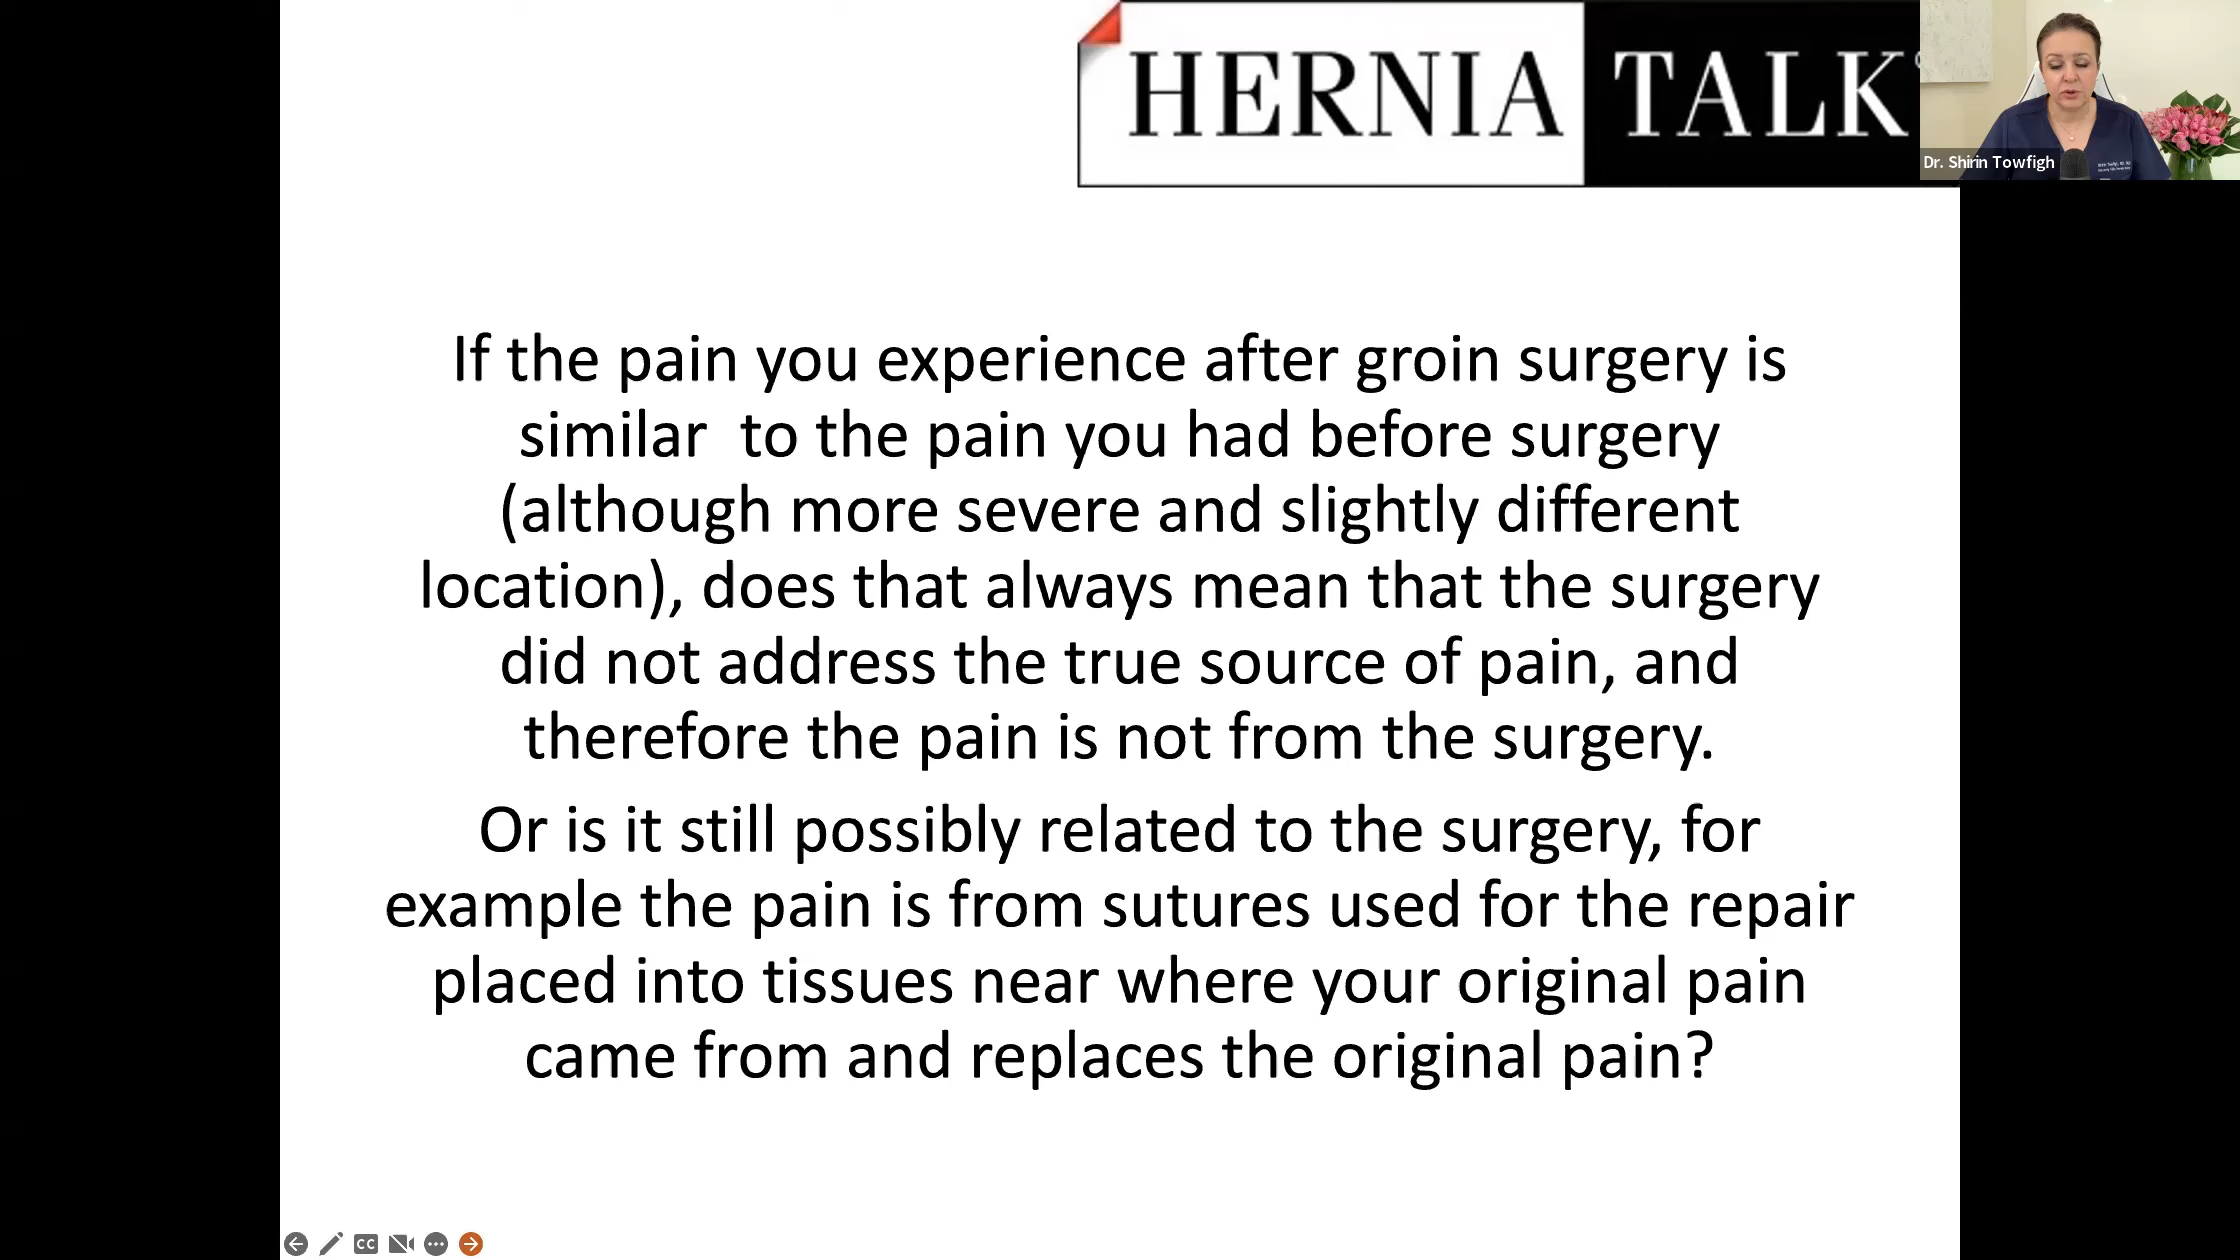 HERNIA TALK
Dr. Shirin Towfigh
If the pain you experience after groin surgery is
similar  to the pain you had before surgery
(although more severe and slightly different
location), does that always mean that the surgery
did not address the true source of pain, and
therefore the pain is not from the surgery.
Or is it still possibly related to the surgery, for
example the pain is from sutures used for the repair
placed into tissues near where your original pain
came from and replaces the original pain?
CC